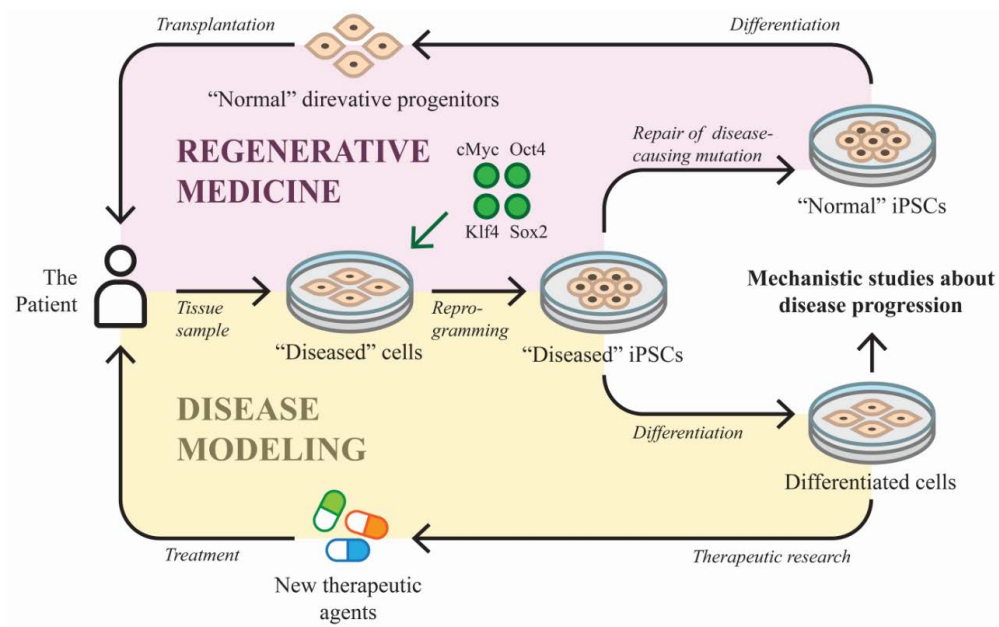 Transplantation
Differentiation
“Normal” direvative progenitors
REGENERATIVE
MEDICINE
cMyc Oct4
Klf4 Sox2
Repair of disease-
causing mutation
“Normal” iPSCs
The
Patient
Tissue
sample
“Diseased” cells
Repro-
gramming
“Diseased” iPSCs
Mechanistic studies about
disease progression
DISEASE
MODELING
Differentiation
Differentiated cells
Treatment
New therapeutic
agents
Therapeutic research